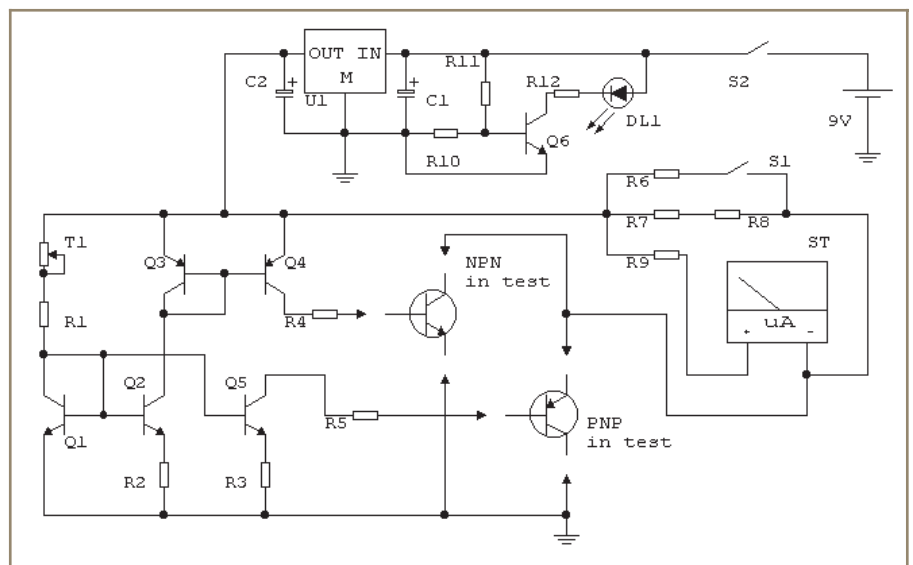 OUT IN
M
C2
U1
C1
R11
R12
DL1
Q6
R10
S2
9V
R6
S1
R7
R8
R9
ST
uA
+
-
T1
Q3
Q4
R1
R4
NPN
in test
Q1
Q2
Q5
R5
PNP
in test
R2
R3
+
+